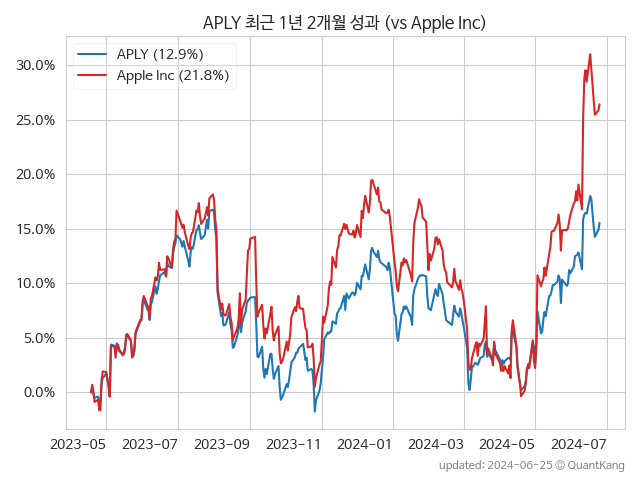 APLY 최근 1년 2개월 성과 (vs Apple Inc)
APLY (12.9%)
Apple Inc (21.8%)
30.0%
25.0%
20.0%
15.0%
10.0%
5.0%
0.0%
2023-05 2023-07 2023-09 2023-11 2024-01 2024-03 2024-05 2024-07
updated: 2024-06-25 © QuantKang